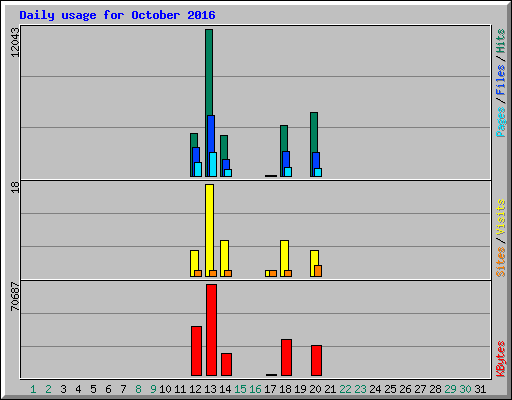 Daily usage for October 2016
12043
Pages / Files / Hits
18
Sites / Visits
70687
KBytes
1 2 3 4 5 6 7 8 9 10 11 12 13 14 15 16 17 18 19 20 21 22 23 24 25 26 27 28 29 30 31